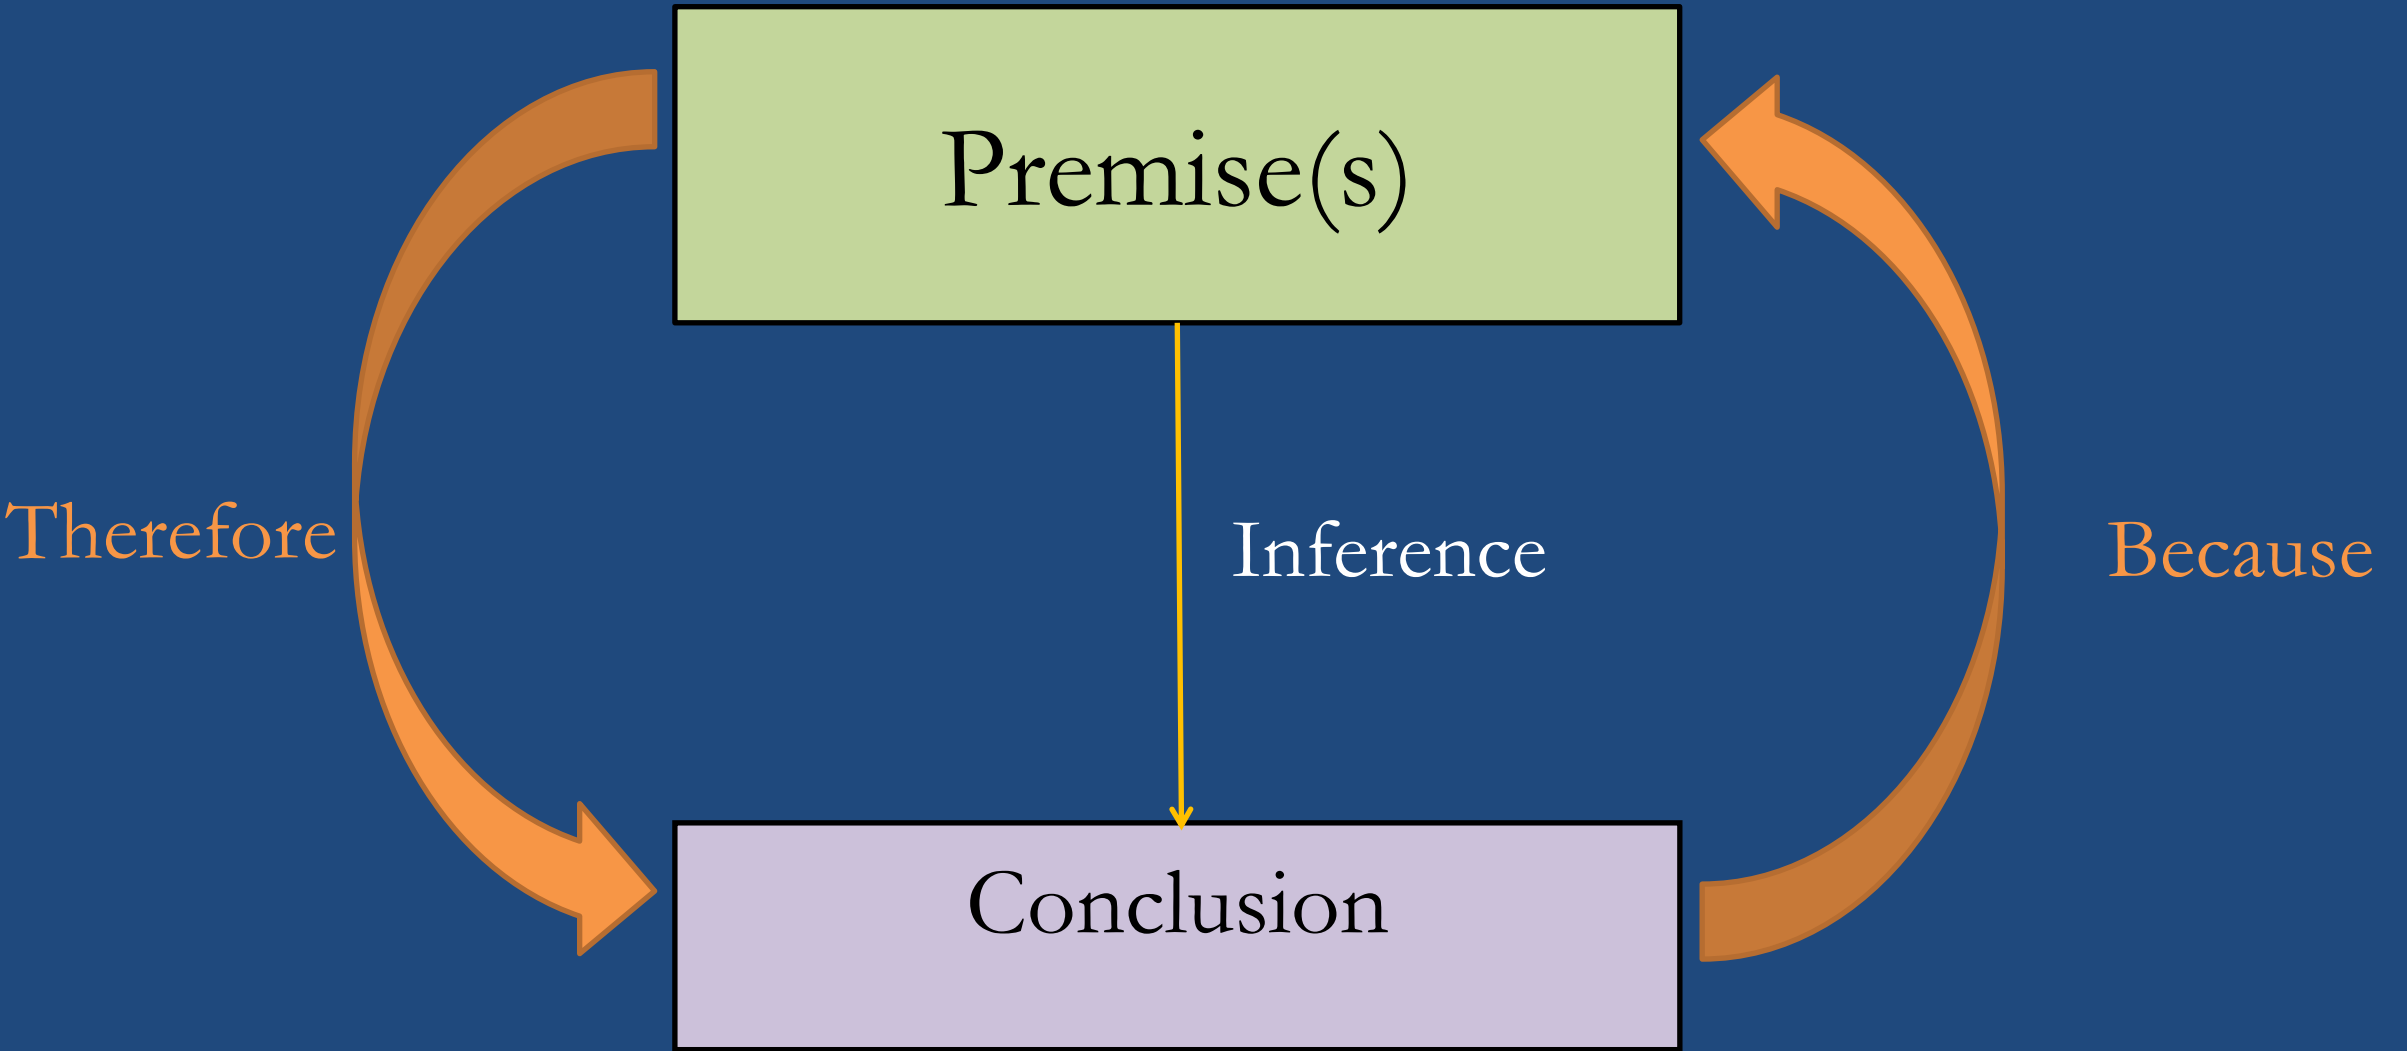 Premise(s)
Therefore
Inference
Because
Conclusion